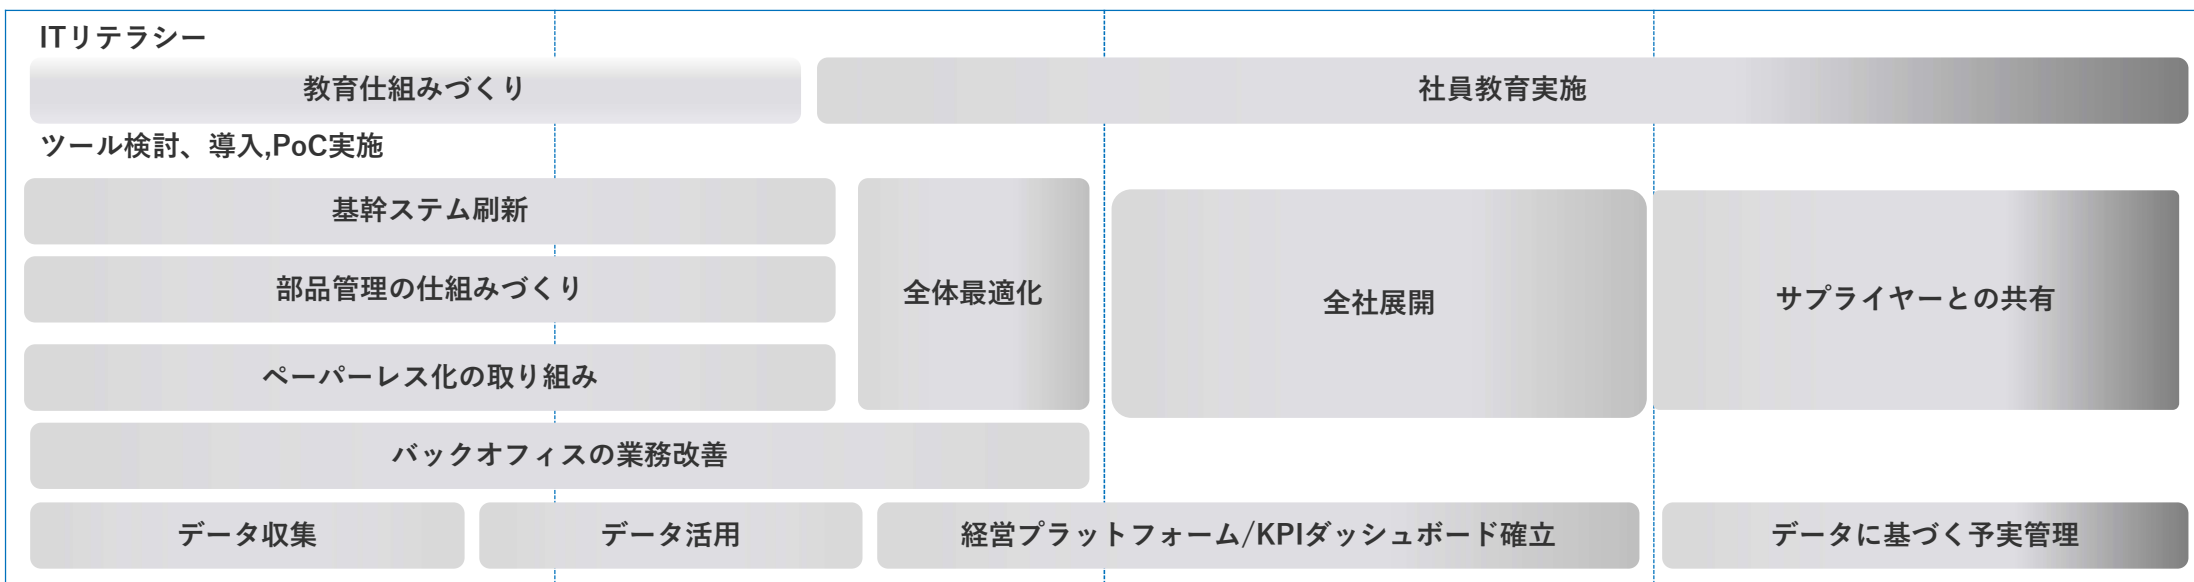 ITリテラシー
教育仕組みづくり
社員教育実施
ツール検討、導入,PoC実施
基幹ステム刷新
部品管理の仕組みづくり
ペーパーレス化の取り組み
全体最適化
全社展開
サプライヤーとの共有
バックオフィスの業務改善
データ収集
データ活用
経営プラットフォーム/KPIダッシュボード確立
データに基づく予実管理